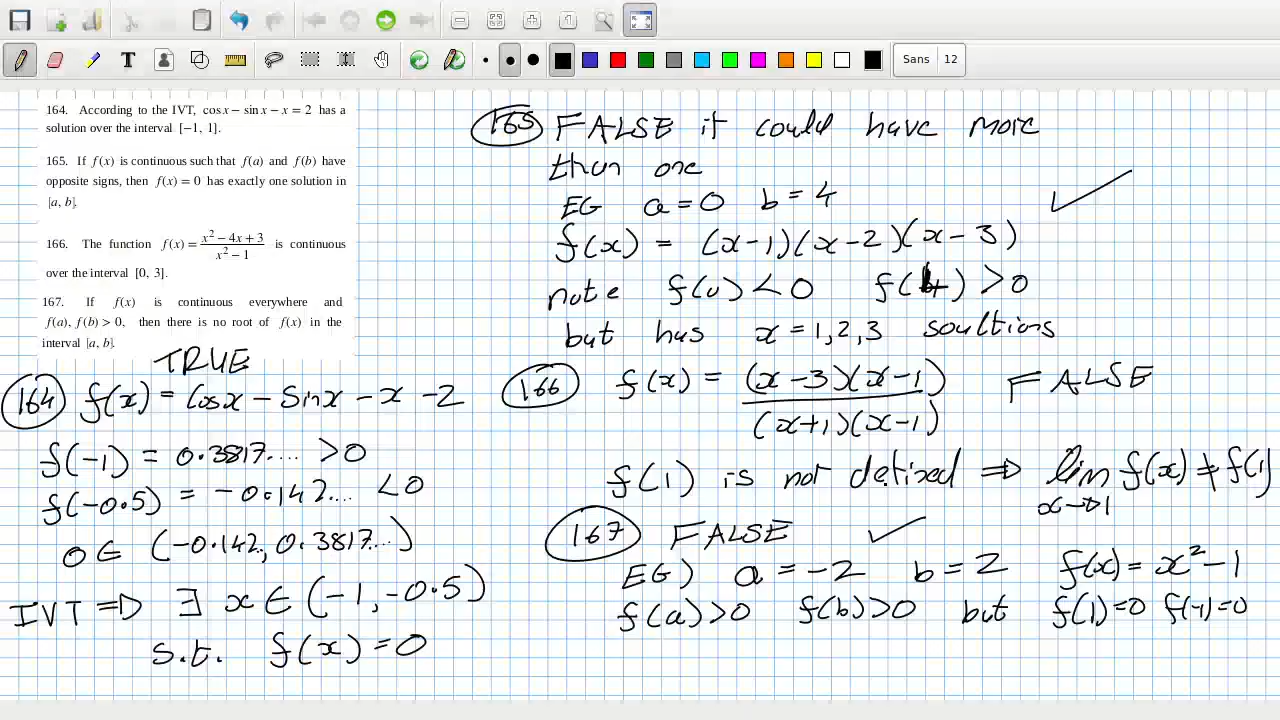 Sans 12
164. According to the IVT, cos x − sin x − x = 2 has a
solution over the interval [−1, 1].
165. If f(x) is continuous such that f(a) and f(b) have
opposite signs, then f(x) = 0 has exactly one solution in
[a, b].
166. The function f(x) = (x² − 4x + 3)/(x² − 1) is continuous
over the interval [0, 3].
167. If f(x) is continuous everywhere and
f(a), f(b) > 0, then there is no root of f(x) in the
interval [a, b].
TRUE
164 f(x) = Cosx − Sinx − x − 2
f(−1) = 0.3817.... >0
f(−0.5) = −0.142... <0
0 ∈ (−0.142, 0.3817...)
IVT ⇒ ∃ x ∈ (−1, −0.5)
s.t. f(x) = 0
165 FALSE it could have more
than one
EG a = 0 b = 4 ✓
f(x) = (x−1)(x−2)(x−3)
note f(0) < 0 f(4) > 0
but has x = 1,2,3 soultions
166 f(x) = (x−3)(x−1) FALSE
(x+1)(x−1)
f(1) is not defined ⇒ lim f(x) ≠ f(1)
x→1
167 FALSE ✓
EG) a = −2 b = 2 f(x) = x² − 1
f(a) > 0 f(b) > 0 but f(1) = 0 f(−1) = 0